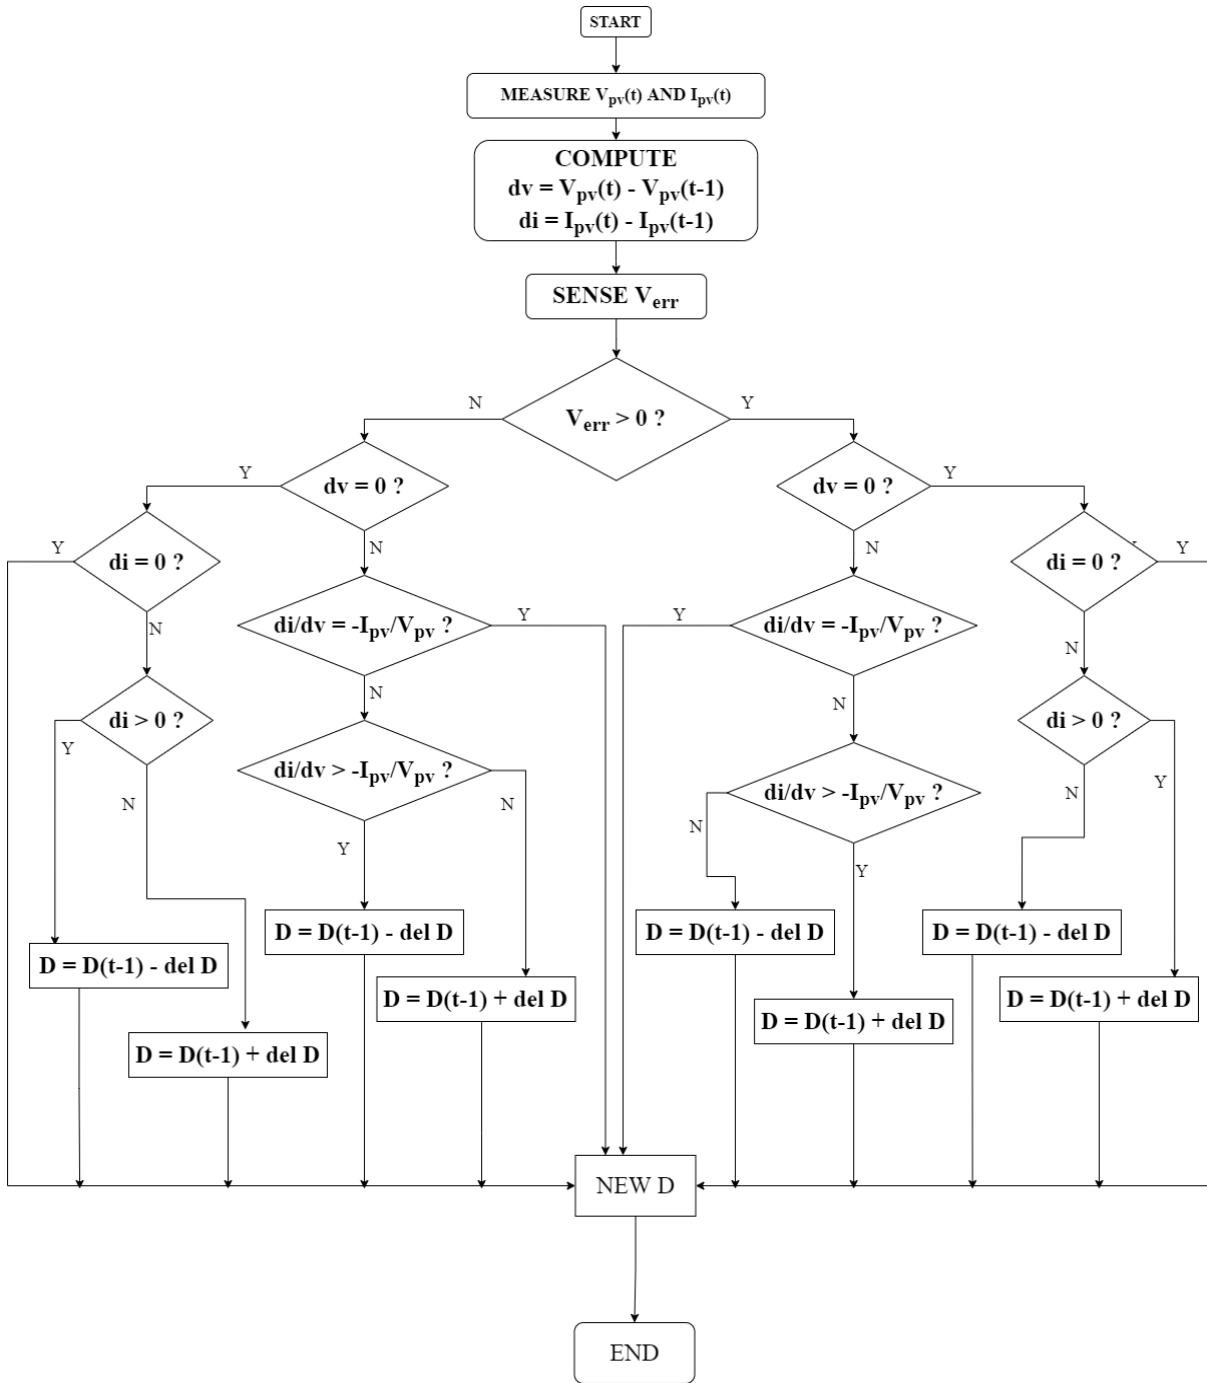 START
MEASURE Vpv(t) AND Ipv(t)
COMPUTE
dv = Vpv(t) - Vpv(t-1)
di = Ipv(t) - Ipv(t-1)
SENSE Verr
N
Verr > 0 ?
Y
Y
dv = 0 ?
dv = 0 ?
Y
Y
di = 0 ?
N
N
di = 0 ?
Y
N
di/dv = -Ipv/Vpv ?
Y
Y
di/dv = -Ipv/Vpv ?
N
di > 0 ?
N
N
di > 0 ?
Y
N
di/dv > -Ipv/Vpv ?
N
di/dv > -Ipv/Vpv ?
N
Y
Y
N
Y
D = D(t-1) - del D
D = D(t-1) - del D
D = D(t-1) - del D
D = D(t-1) - del D
D = D(t-1) + del D
D = D(t-1) + del D
D = D(t-1) + del D
D = D(t-1) + del D
NEW D
END